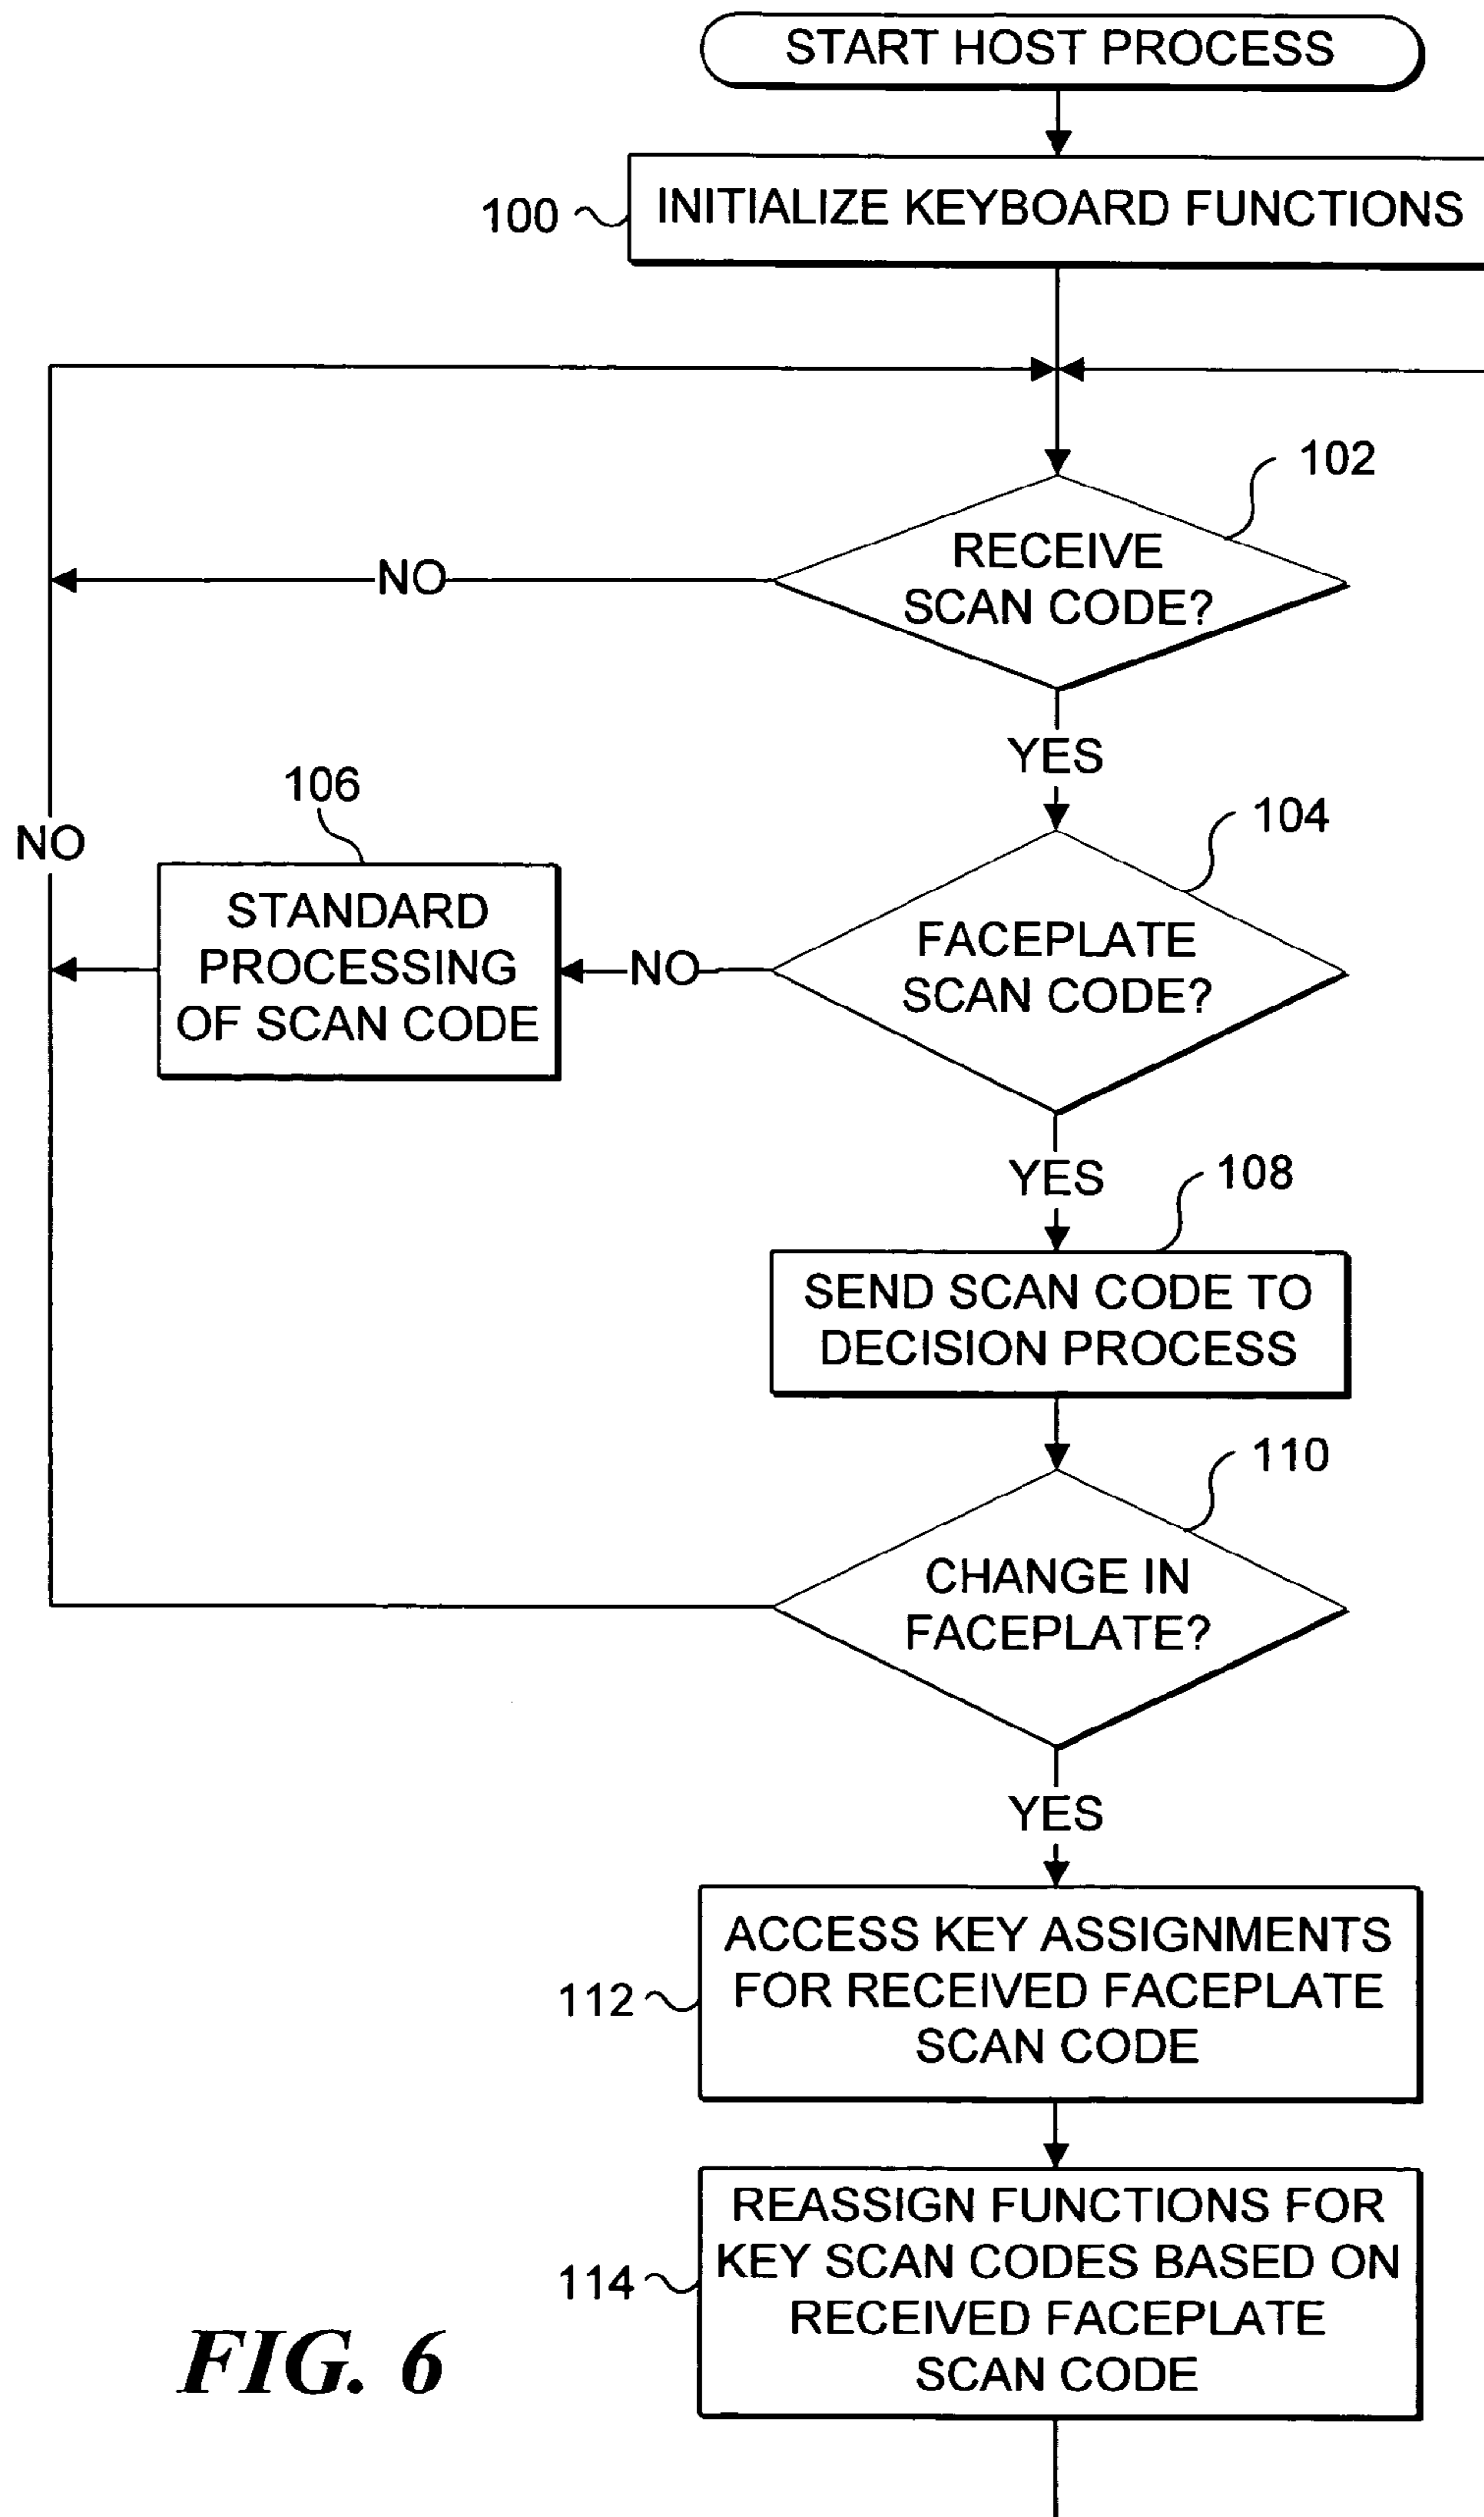 START HOST PROCESS
100
INITIALIZE KEYBOARD FUNCTIONS
102
RECEIVE
SCAN CODE?
NO
YES
106
104
NO
STANDARD
PROCESSING
OF SCAN CODE
NO
FACEPLATE
SCAN CODE?
YES
108
SEND SCAN CODE TO
DECISION PROCESS
110
CHANGE IN
FACEPLATE?
YES
112
ACCESS KEY ASSIGNMENTS
FOR RECEIVED FACEPLATE
SCAN CODE
114
REASSIGN FUNCTIONS FOR
KEY SCAN CODES BASED ON
RECEIVED FACEPLATE
SCAN CODE
FIG. 6